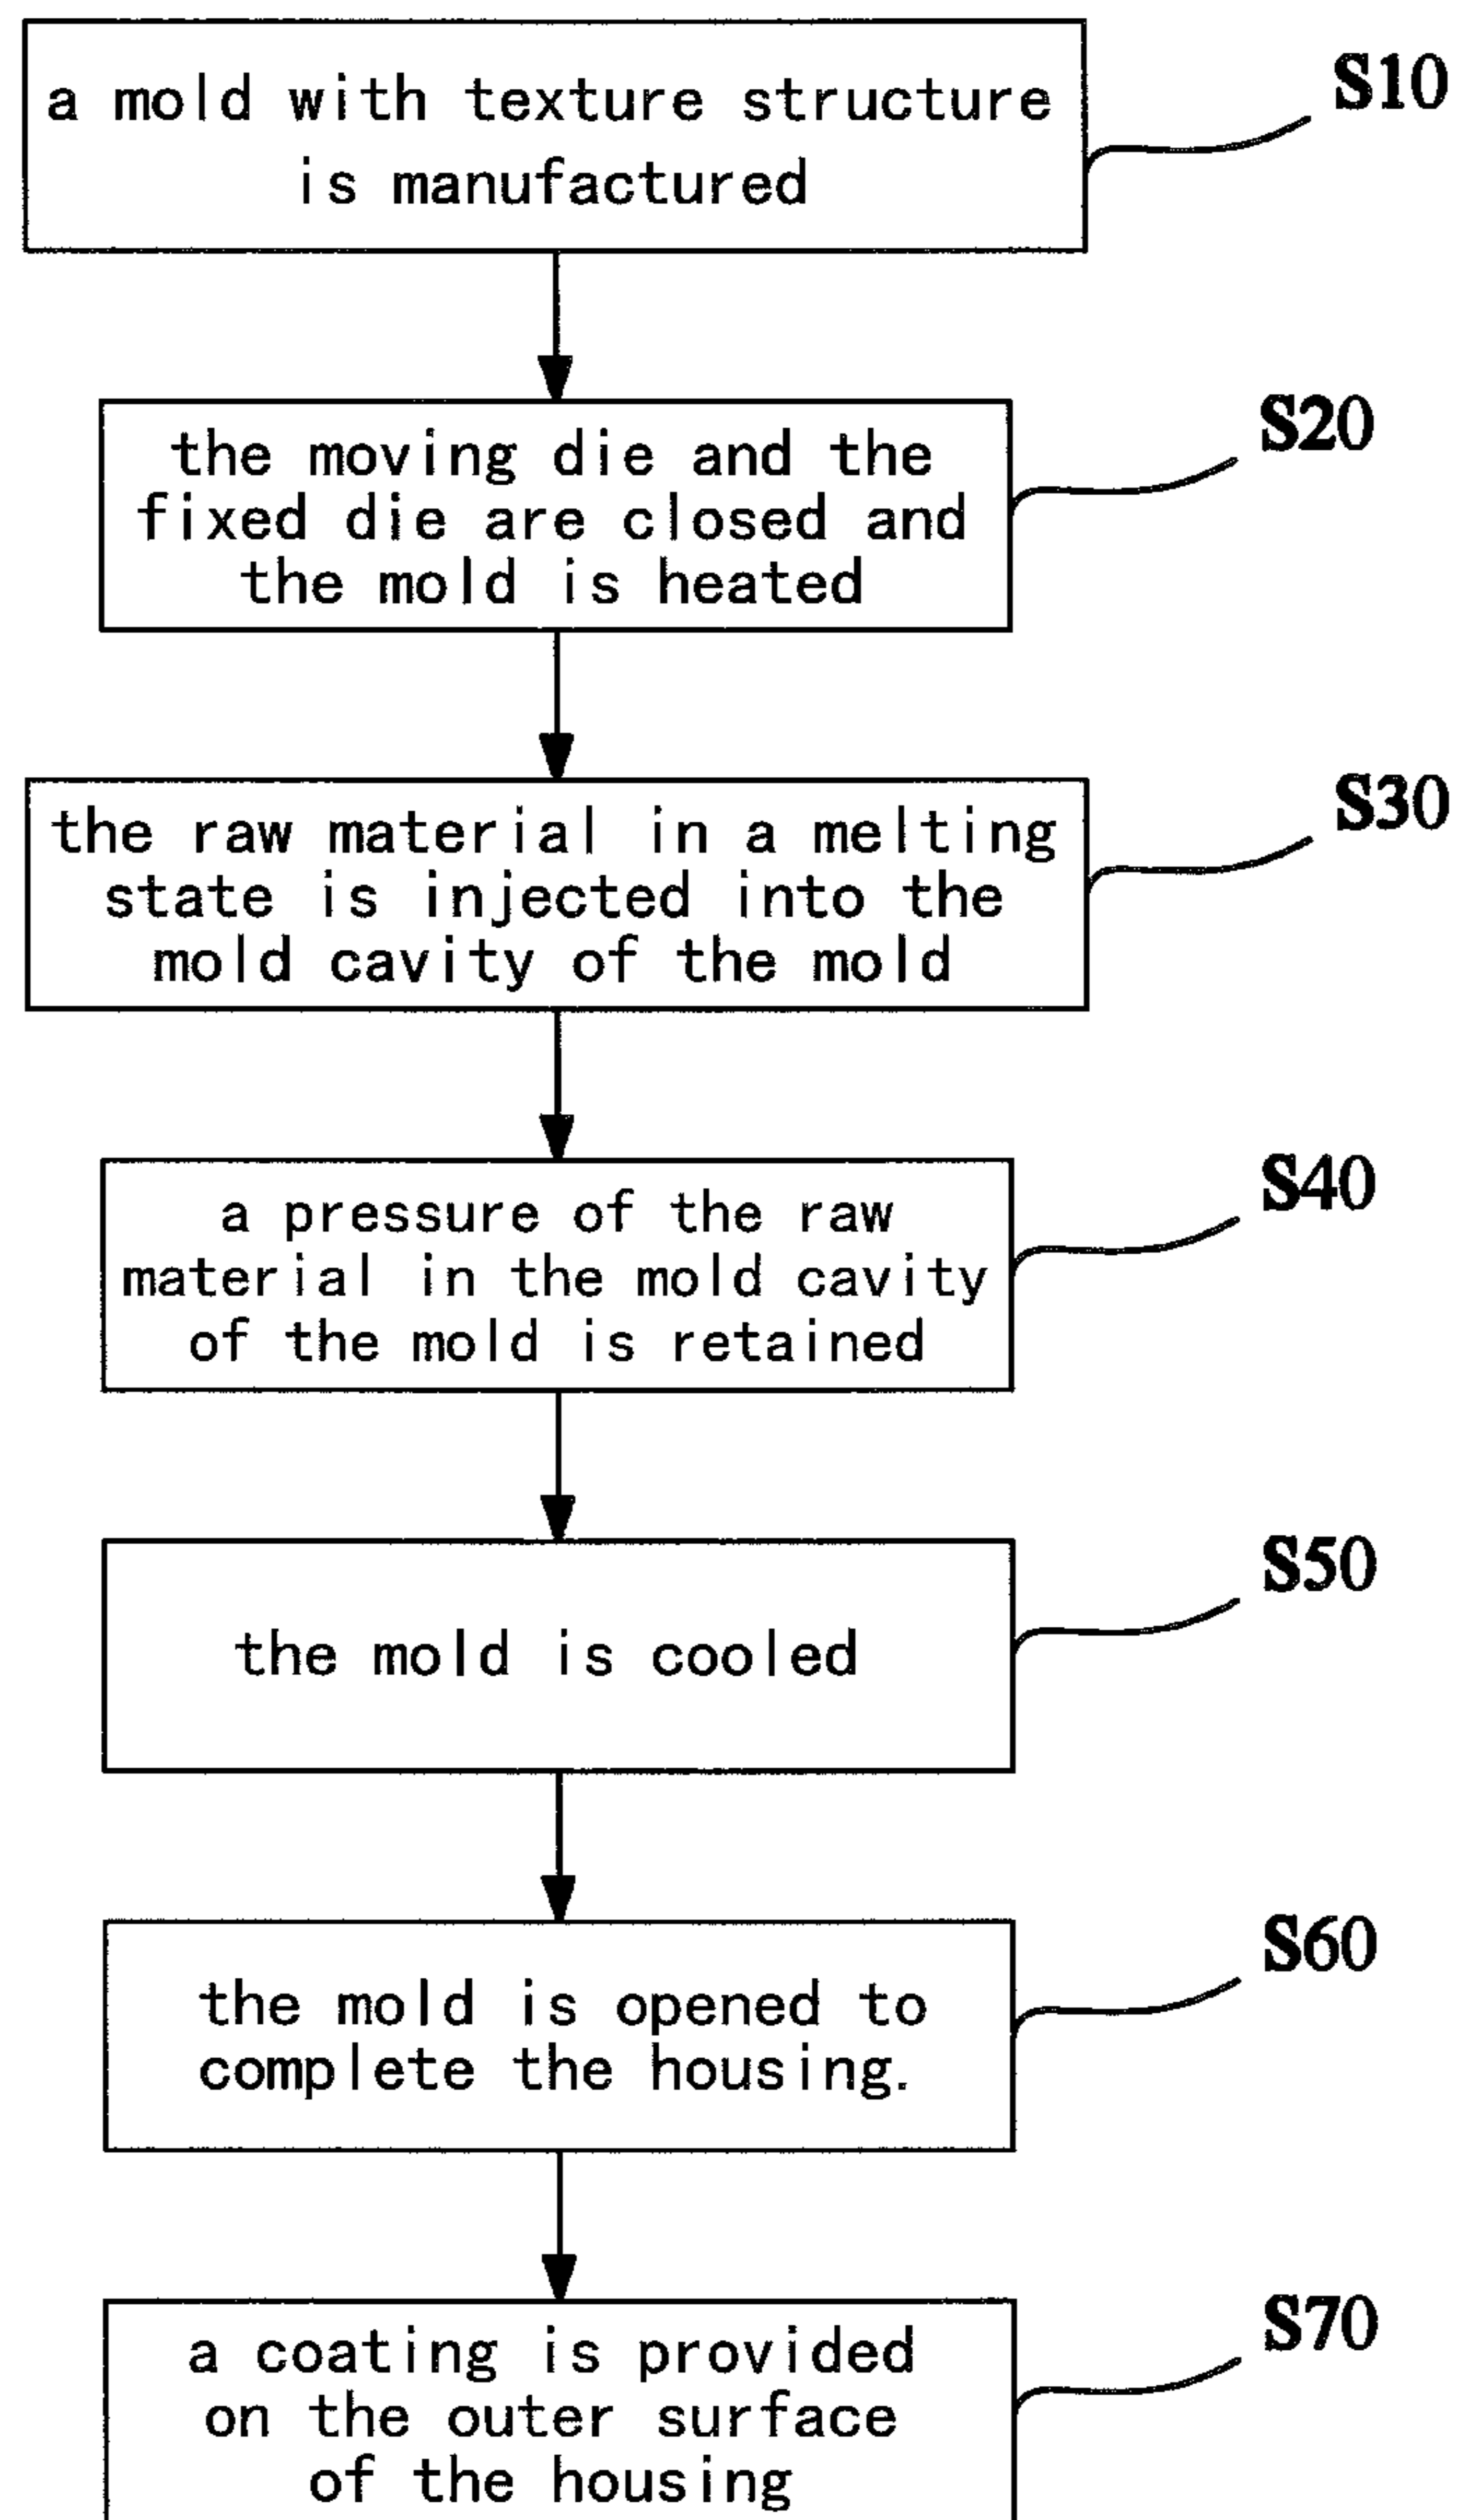 a mold with texture structure
is manufactured
S10
the moving die and the
fixed die are closed and
the mold is heated
S20
the raw material in a melting
state is injected into the
mold cavity of the mold
S30
a pressure of the raw
material in the mold cavity
of the mold is retained
S40
the mold is cooled
S50
the mold is opened to
complete the housing.
S60
a coating is provided
on the outer surface
of the housing
S70